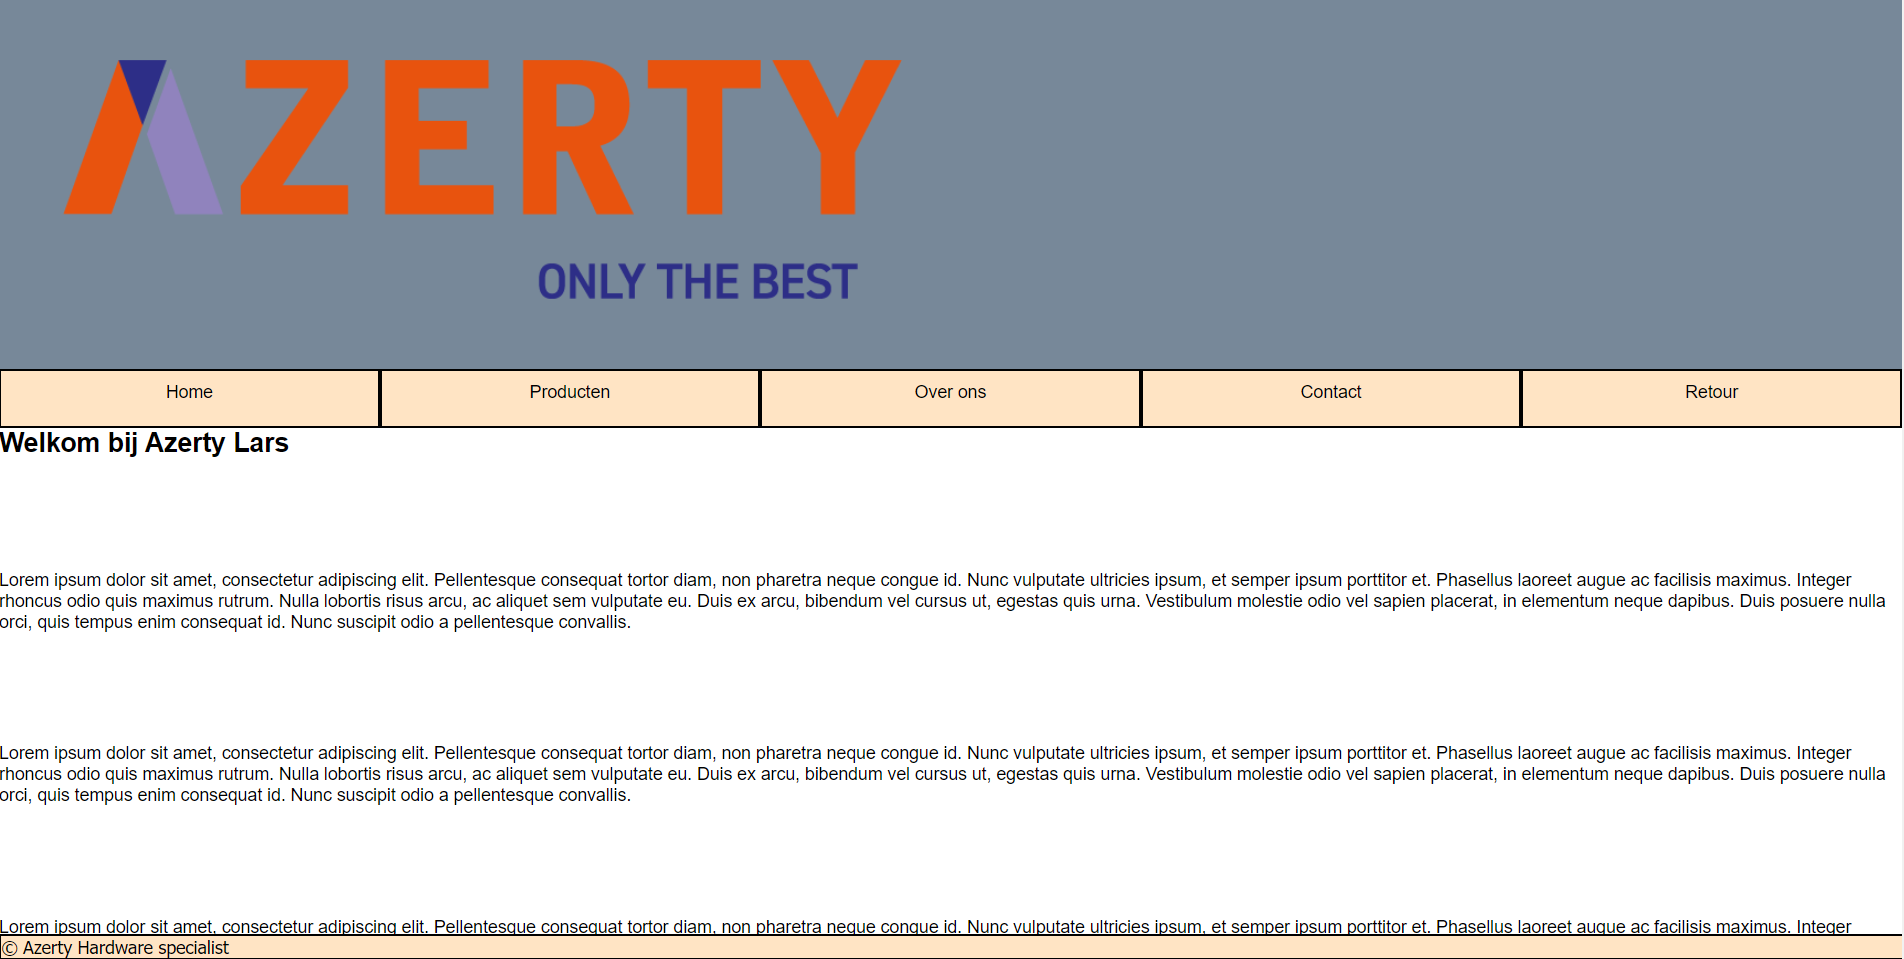 AZERTY
ONLY THE BEST
Home
Producten
Over ons
Contact
Retour
Welkom bij Azerty Lars
Lorem ipsum dolor sit amet, consectetur adipiscing elit. Pellentesque consequat tortor diam, non pharetra neque congue id. Nunc vulputate ultricies ipsum, et semper ipsum porttitor et. Phasellus laoreet augue ac facilisis maximus. Integer
rhoncus odio quis maximus rutrum. Nulla lobortis risus arcu, ac aliquet sem vulputate eu. Duis ex arcu, bibendum vel cursus ut, egestas quis urna. Vestibulum molestie odio vel sapien placerat, in elementum neque dapibus. Duis posuere nulla
orci, quis tempus enim consequat id. Nunc suscipit odio a pellentesque convallis.
Lorem ipsum dolor sit amet, consectetur adipiscing elit. Pellentesque consequat tortor diam, non pharetra neque congue id. Nunc vulputate ultricies ipsum, et semper ipsum porttitor et. Phasellus laoreet augue ac facilisis maximus. Integer
rhoncus odio quis maximus rutrum. Nulla lobortis risus arcu, ac aliquet sem vulputate eu. Duis ex arcu, bibendum vel cursus ut, egestas quis urna. Vestibulum molestie odio vel sapien placerat, in elementum neque dapibus. Duis posuere nulla
orci, quis tempus enim consequat id. Nunc suscipit odio a pellentesque convallis.
Lorem ipsum dolor sit amet, consectetur adipiscing elit. Pellentesque consequat tortor diam, non pharetra neque congue id. Nunc vulputate ultricies ipsum, et semper ipsum porttitor et. Phasellus laoreet augue ac facilisis maximus. Integer
© Azerty Hardware specialist